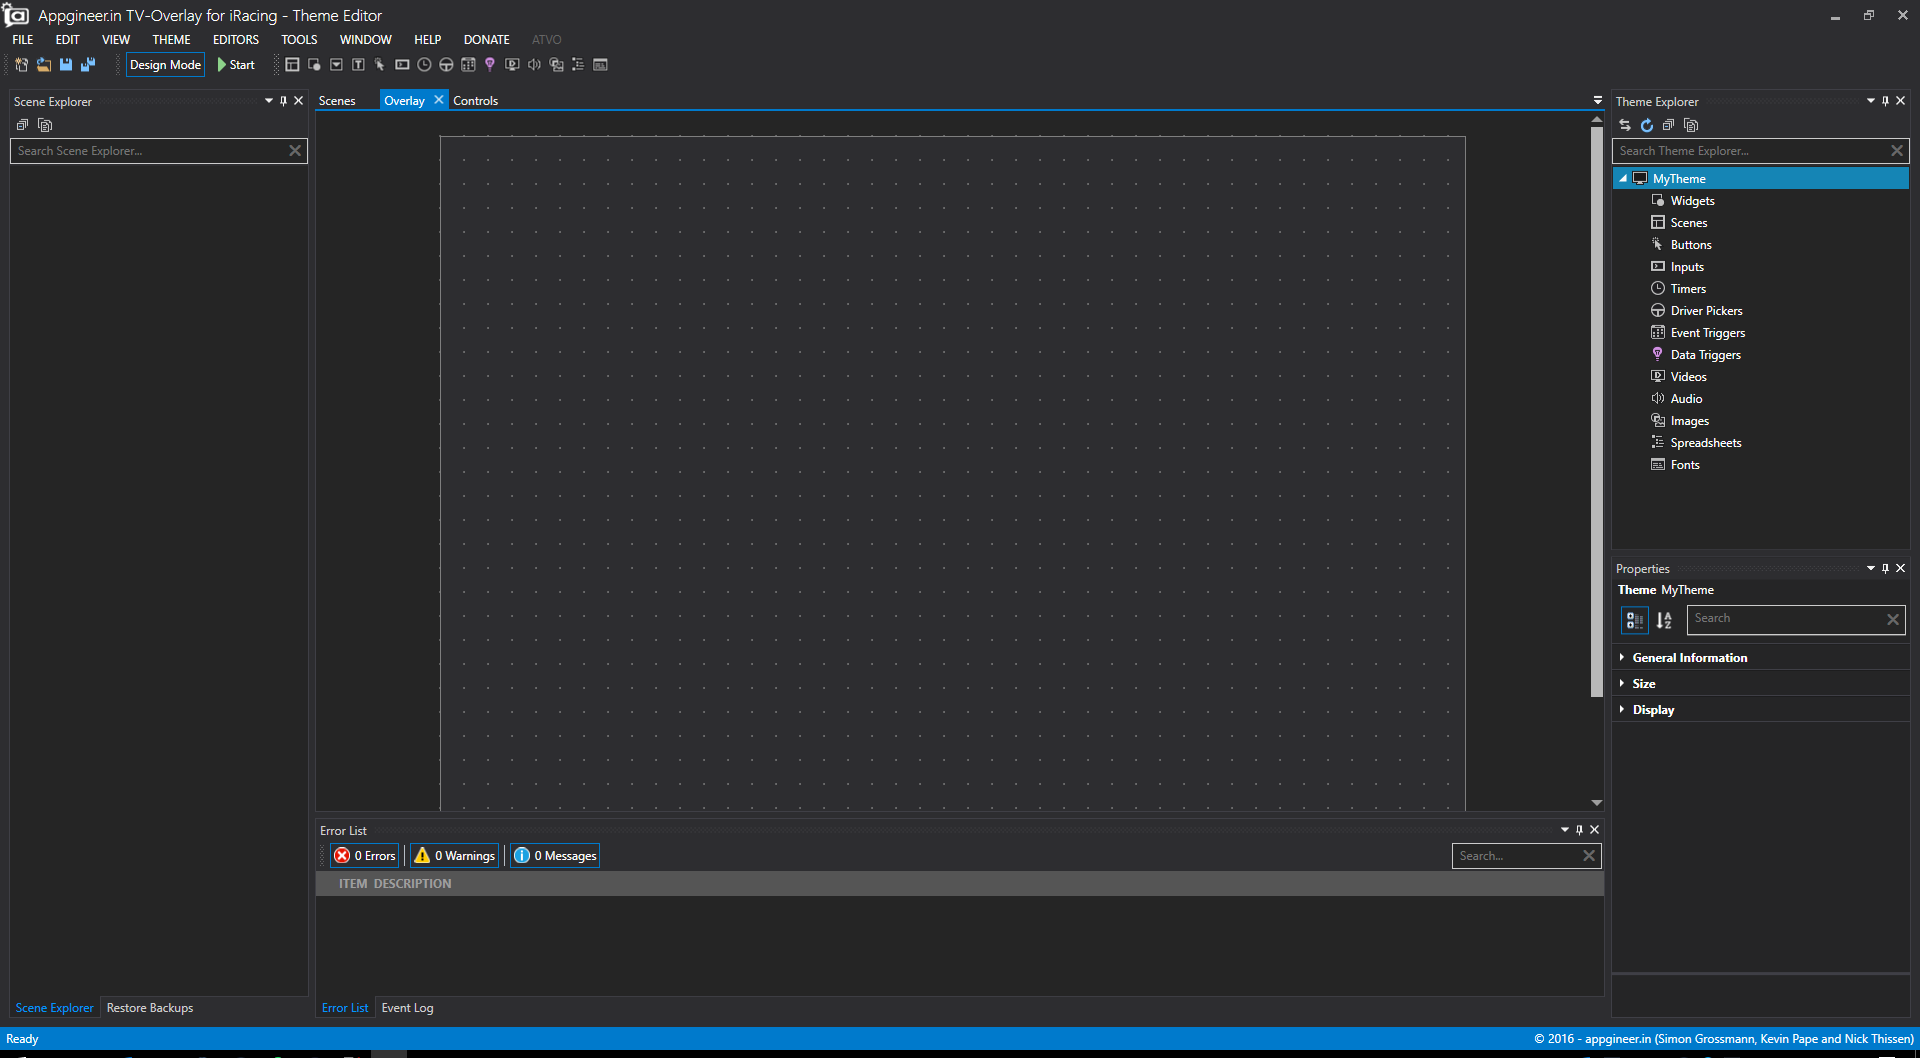 Appgineer.in TV-Overlay for iRacing - Theme Editor
FILE EDIT VIEW THEME EDITORS TOOLS WINDOW HELP DONATE ATVO
Design Mode Start
Scene Explorer
Search Scene Explorer...
Scenes Overlay Controls
Theme Explorer
Search Theme Explorer...
MyTheme
Widgets
Scenes
Buttons
Inputs
Timers
Driver Pickers
Event Triggers
Data Triggers
Videos
Audio
Images
Spreadsheets
Fonts
Properties
Theme MyTheme
Search
General Information
Size
Display
Error List
0 Errors 0 Warnings 0 Messages
Search...
ITEM DESCRIPTION
Scene Explorer Restore Backups
Error List Event Log
Ready
© 2016 - appgineer.in (Simon Grossmann, Kevin Pape and Nick Thissen)